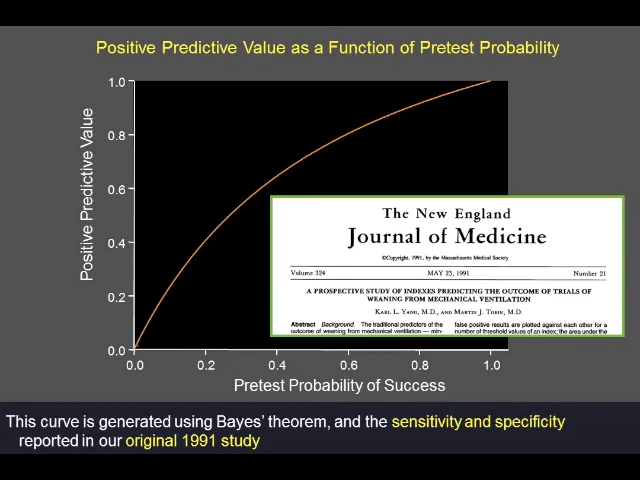 Positive Predictive Value as a Function of Pretest Probability
1.0
0.8
0.6
0.4
0.2
0.0
Positive Predictive Value
0.0 0.2 0.4 0.6 0.8 1.0
Pretest Probability of Success
The New England
Journal of Medicine
©Copyright, 1991, by the Massachusetts Medical Society
Volume 324 MAY 23, 1991 Number 21
A PROSPECTIVE STUDY OF INDEXES PREDICTING THE OUTCOME OF TRIALS OF
WEANING FROM MECHANICAL VENTILATION
KARL L. YANG, M.D., AND MARTIN J. TOBIN, M.D.
Abstract Background. The traditional predictors of the
outcome of weaning from mechanical ventilation — min-
false positive results are plotted against each other for a
number of threshold values of an index; the area under the
This curve is generated using Bayes’ theorem, and the sensitivity and specificity
reported in our original 1991 study